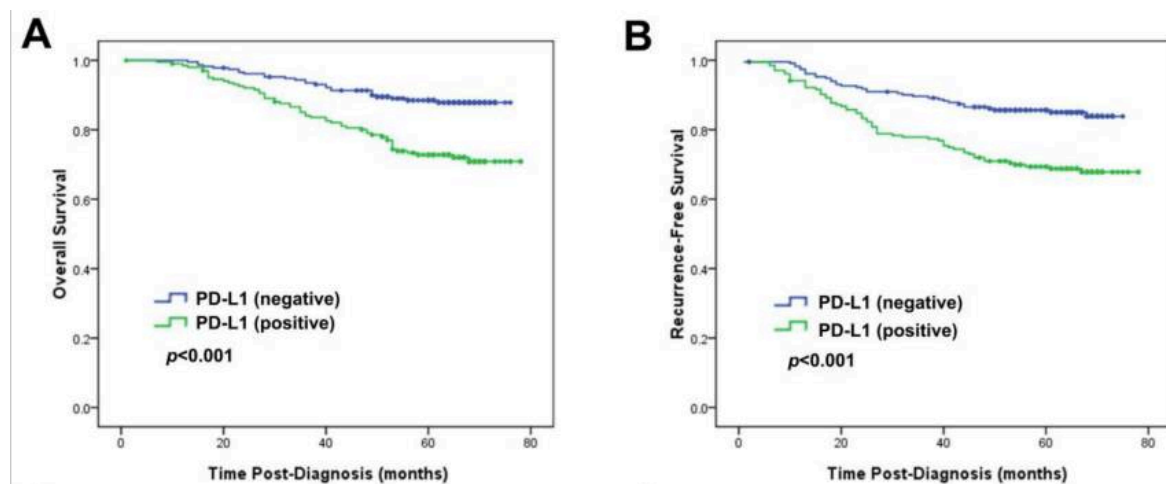 A
Overall Survival
1.0
0.8
0.6
0.4
0.2
0.0
PD-L1 (negative)
PD-L1 (positive)
p<0.001
0 20 40 60 80
Time Post-Diagnosis (months)
B
Recurrence-Free Survival
1.0
0.8
0.6
0.4
0.2
0.0
PD-L1 (negative)
PD-L1 (positive)
p<0.001
0 20 40 60 80
Time Post-Diagnosis (months)